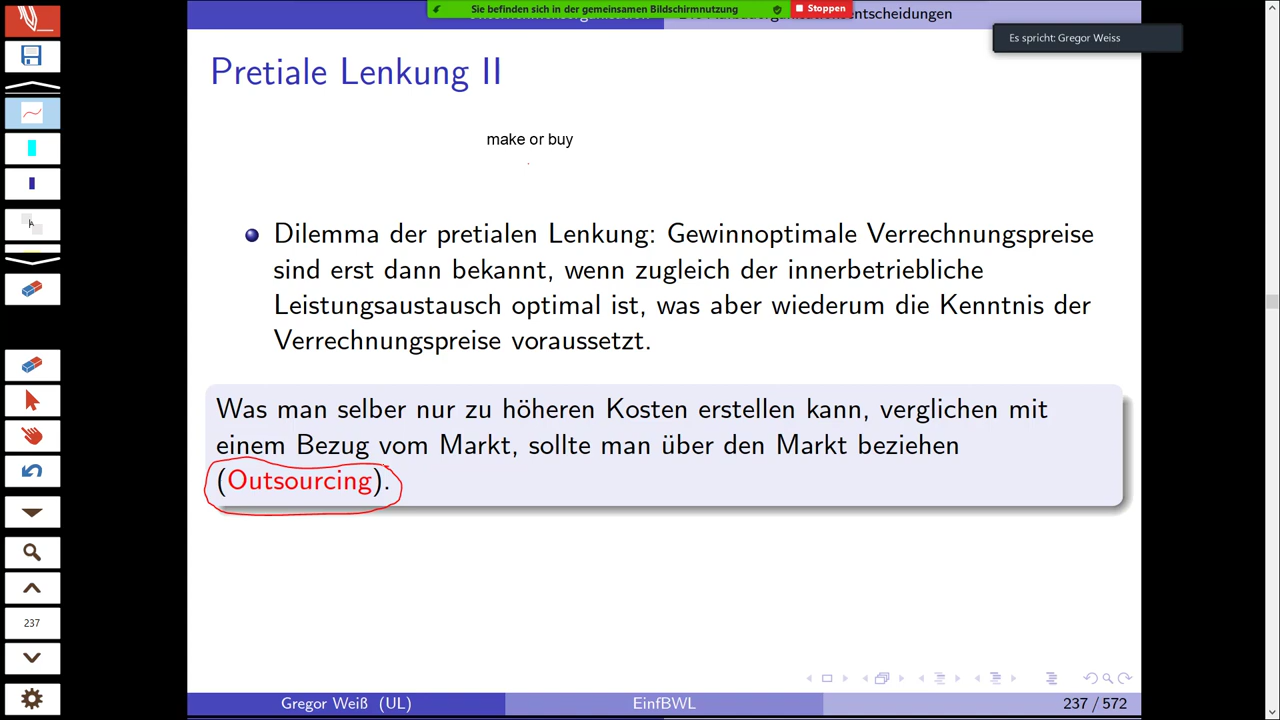 Sie befinden sich in der gemeinsamen Bildschirmnutzung
Stoppen
Es spricht: Gregor Weiss
Pretiale Lenkung II
make or buy
Dilemma der pretialen Lenkung: Gewinnoptimale Verrechnungspreise
sind erst dann bekannt, wenn zugleich der innerbetriebliche
Leistungsaustausch optimal ist, was aber wiederum die Kenntnis der
Verrechnungspreise voraussetzt.
Was man selber nur zu höheren Kosten erstellen kann, verglichen mit
einem Bezug vom Markt, sollte man über den Markt beziehen
(Outsourcing).
237
Gregor Weiß (UL) EinfBWL 237 / 572